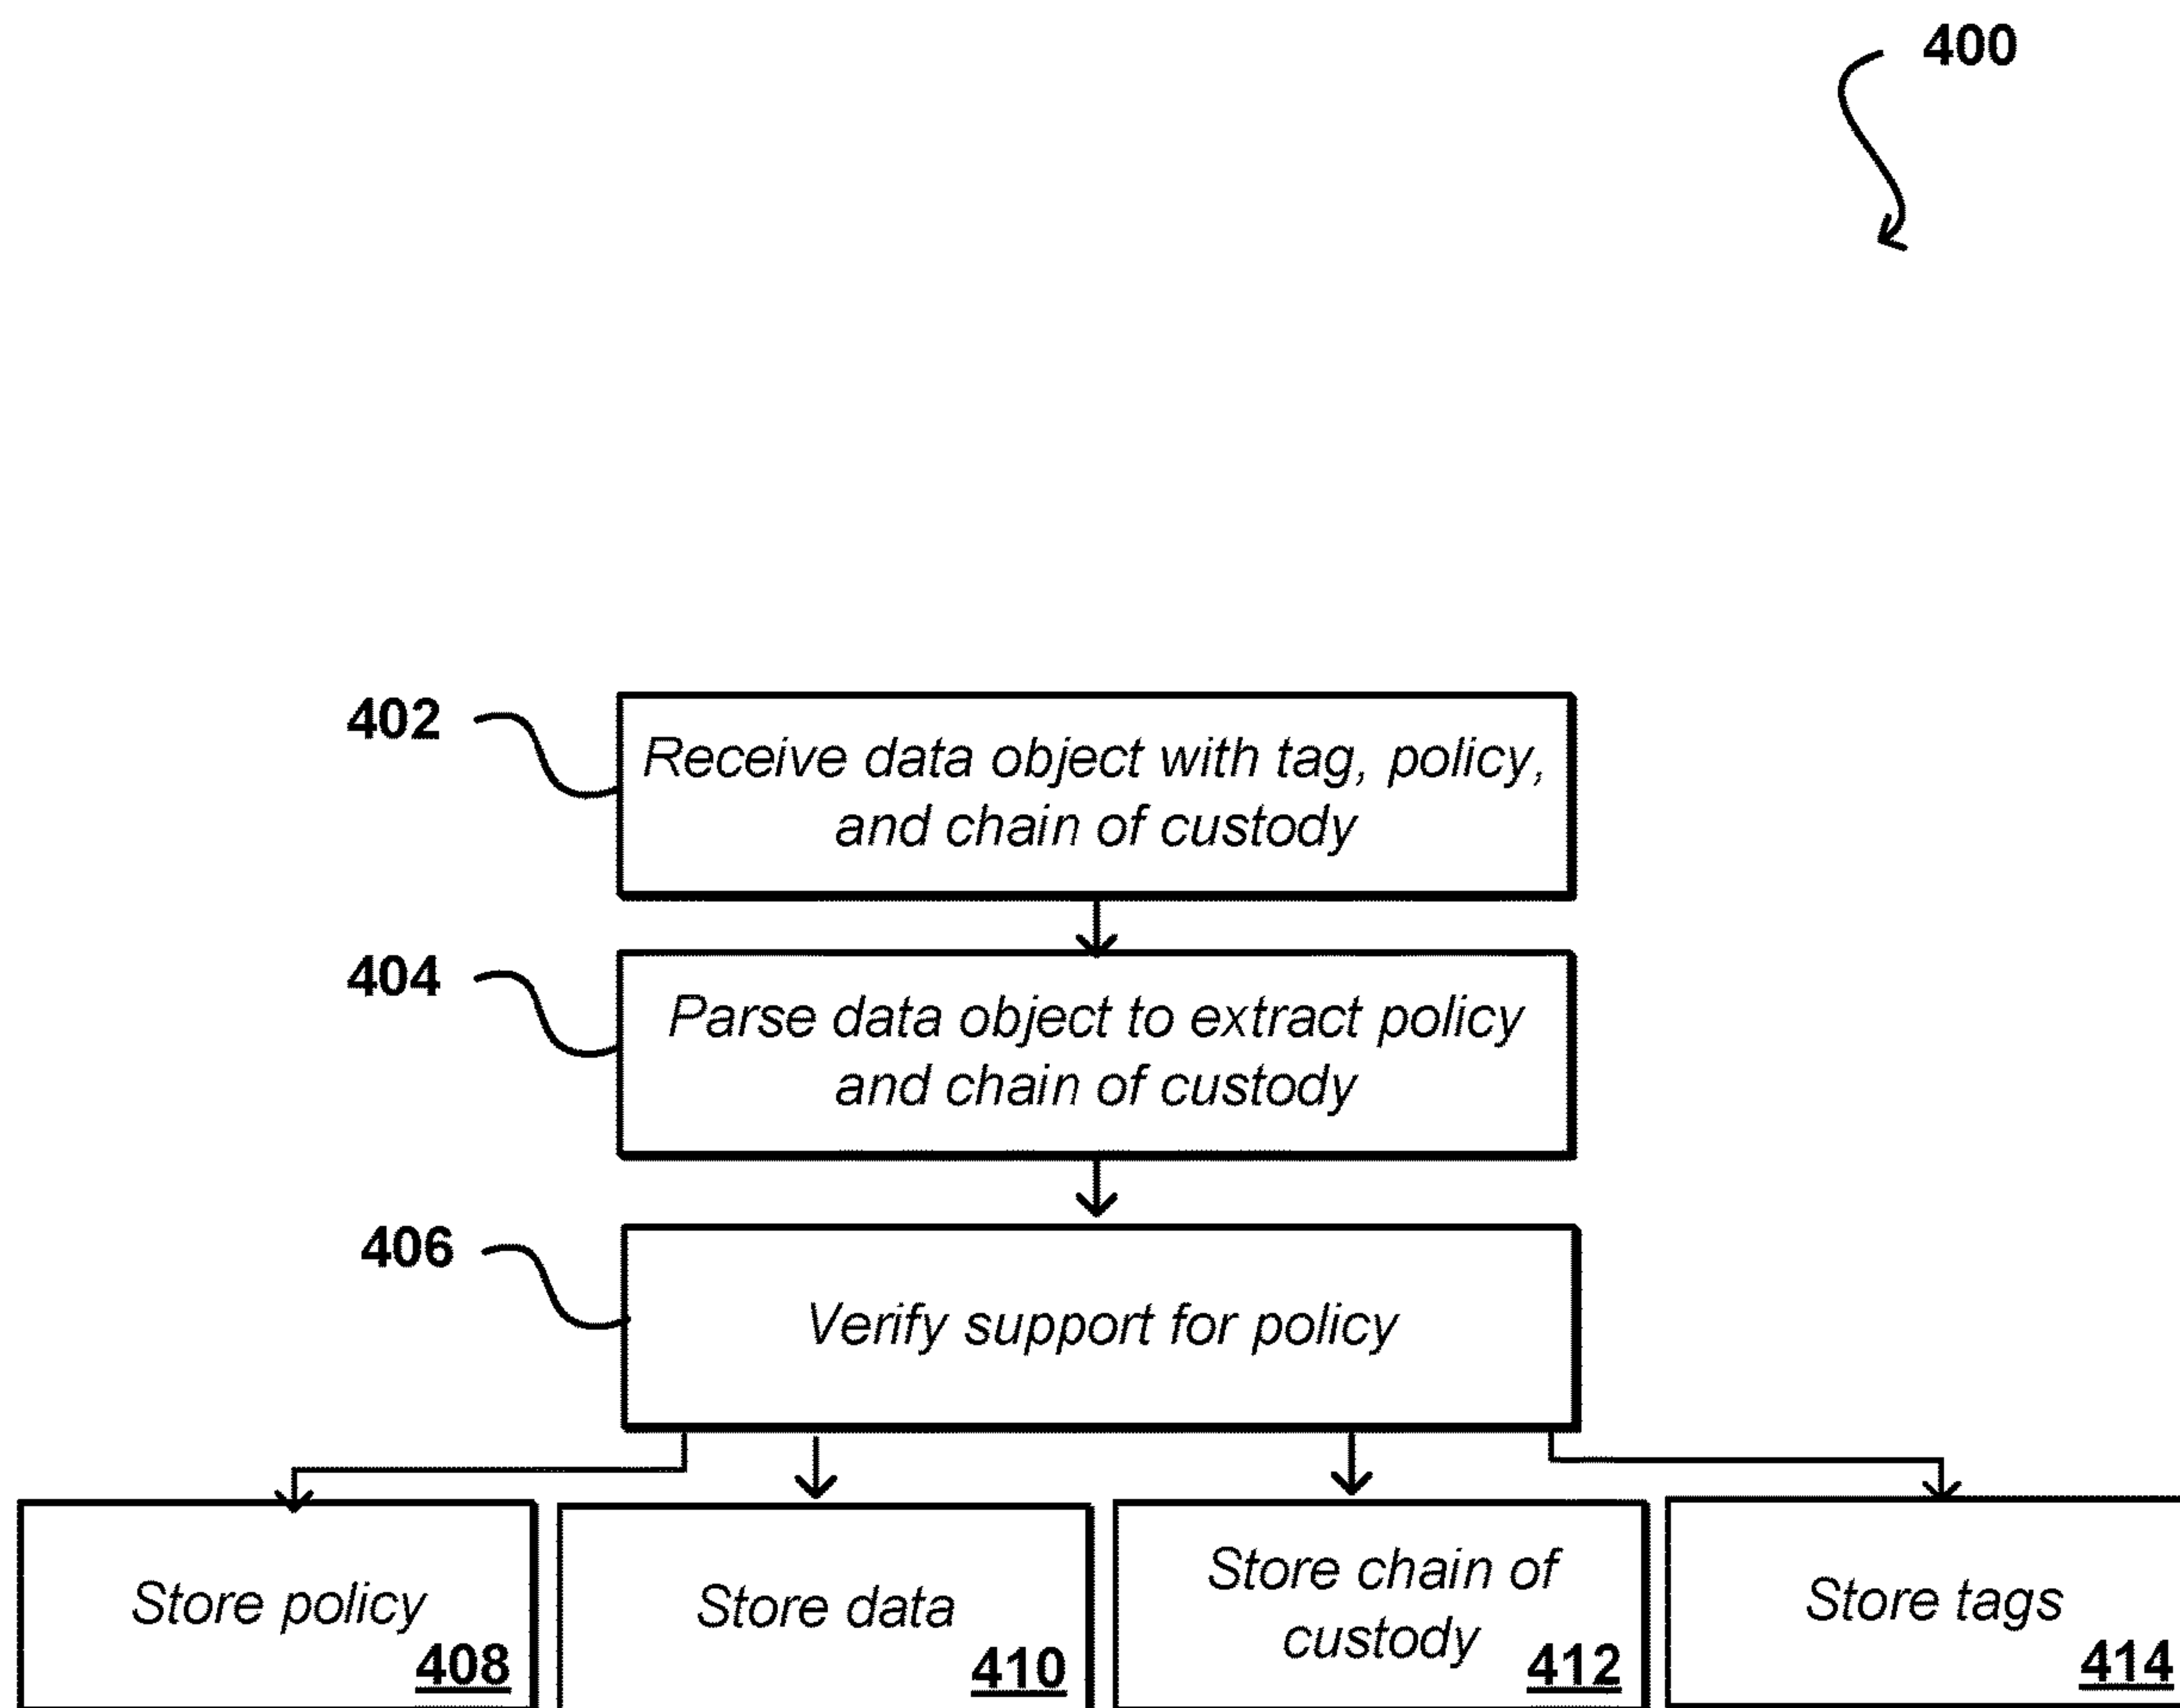 400
402
Receive data object with tag, policy,
and chain of custody
404
Parse data object to extract policy
and chain of custody
406
Verify support for policy
Store policy
408
Store data
410
Store chain of
custody
412
Store tags
414